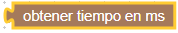 obtener tiempo en ms